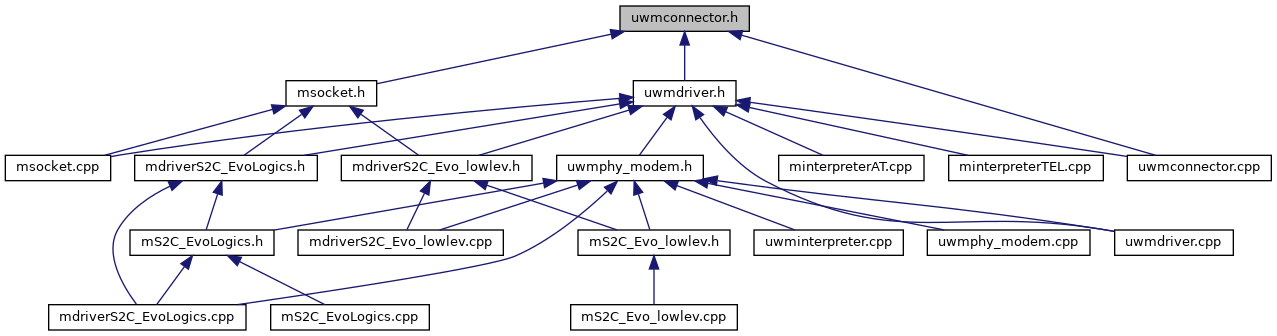 uwmconnector.h
msocket.h
uwmdriver.h
msocket.cpp
mdriverS2C_EvoLogics.h
mdriverS2C_Evo_lowlev.h
uwmphy_modem.h
minterpreterAT.cpp
minterpreterTEL.cpp
uwmconnector.cpp
mS2C_EvoLogics.h
mdriverS2C_Evo_lowlev.cpp
mS2C_Evo_lowlev.h
uwminterpreter.cpp
uwmphy_modem.cpp
uwmdriver.cpp
mdriverS2C_EvoLogics.cpp
mS2C_EvoLogics.cpp
mS2C_Evo_lowlev.cpp